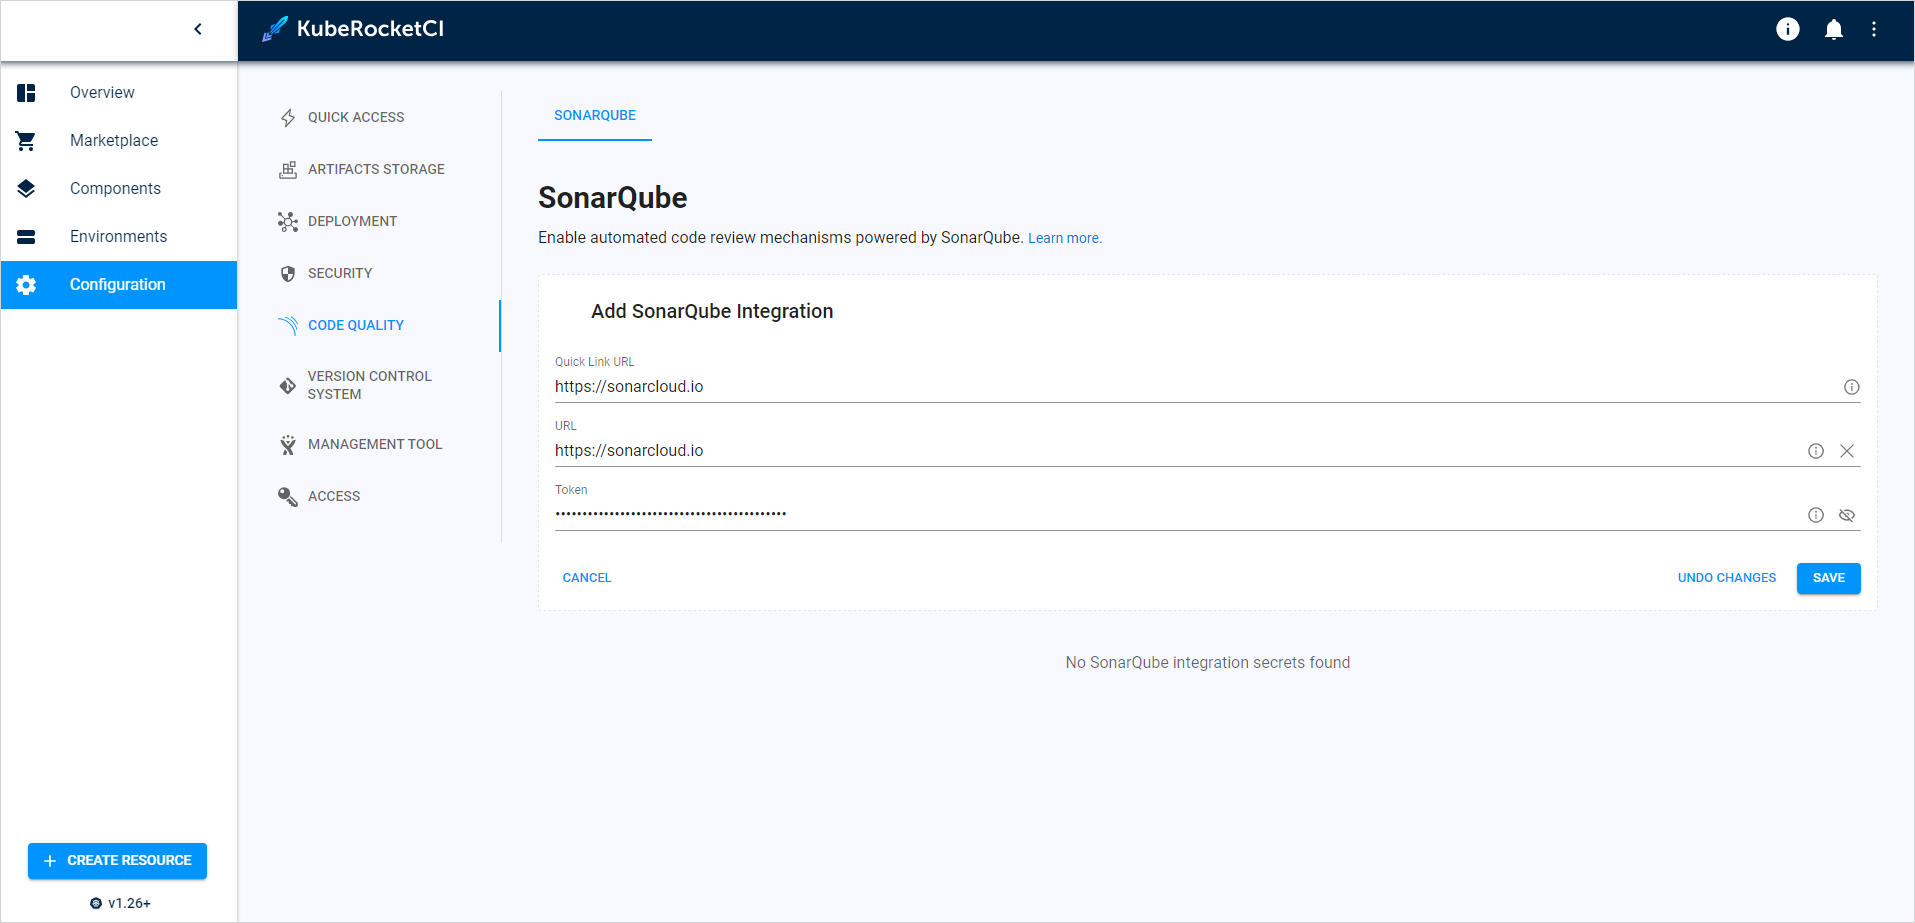 KubeRocketCI
Overview
Marketplace
Components
Environments
Configuration
CREATE RESOURCE
v1.26+
QUICK ACCESS
ARTIFACTS STORAGE
DEPLOYMENT
SECURITY
CODE QUALITY
VERSION CONTROL
SYSTEM
MANAGEMENT TOOL
ACCESS
SONARQUBE
SonarQube
Enable automated code review mechanisms powered by SonarQube. Learn more.
Add SonarQube Integration
Quick Link URL
https://sonarcloud.io
URL
https://sonarcloud.io
Token
CANCEL
UNDO CHANGES
SAVE
No SonarQube integration secrets found